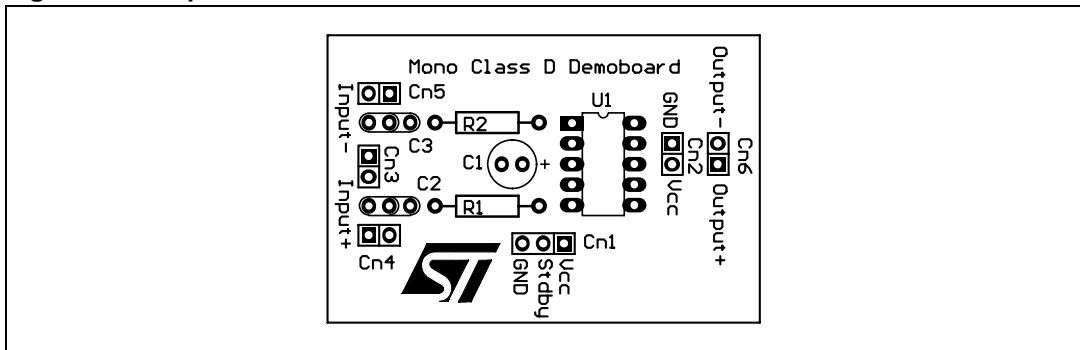 Mono Class D Demoboard
Input-
Cn5
R2
C3
Cn3
C1
+
U1
GND
Cn2
Vcc
Output-
Cn6
Output+
Input+
C2
R1
Cn4
ST
Cn1
GND
Stdby
Vcc